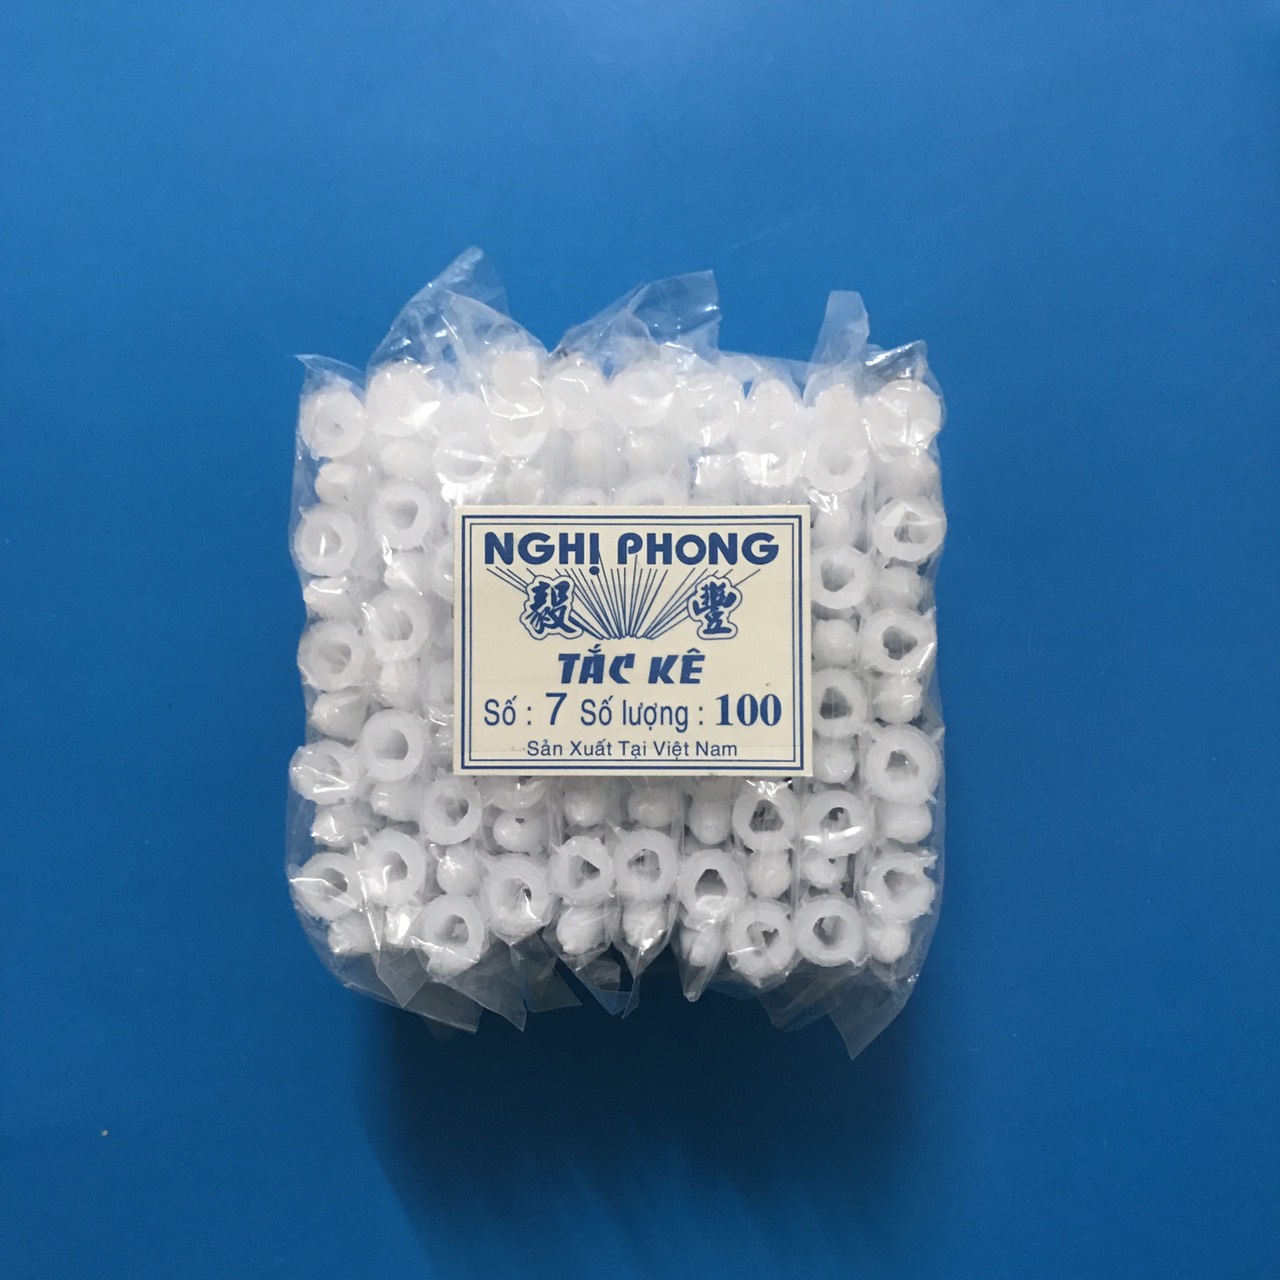 NGHỊ PHONG
毅 豐
TẮC KÊ
Số : 7 Số lượng : 100
Sản Xuất Tại Việt Nam